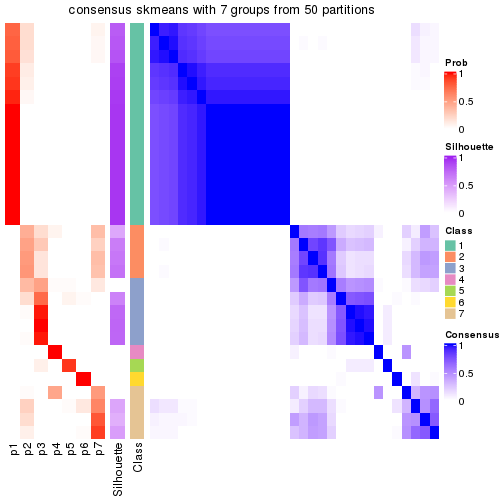 consensus skmeans with 7 groups from 50 partitions
Prob
1
0.5
0
Silhouette
1
0.5
0
Class
1
2
3
4
5
6
7
Consensus
1
0.5
0
p1
p2
p3
p4
p5
p6
p7
Silhouette
Class